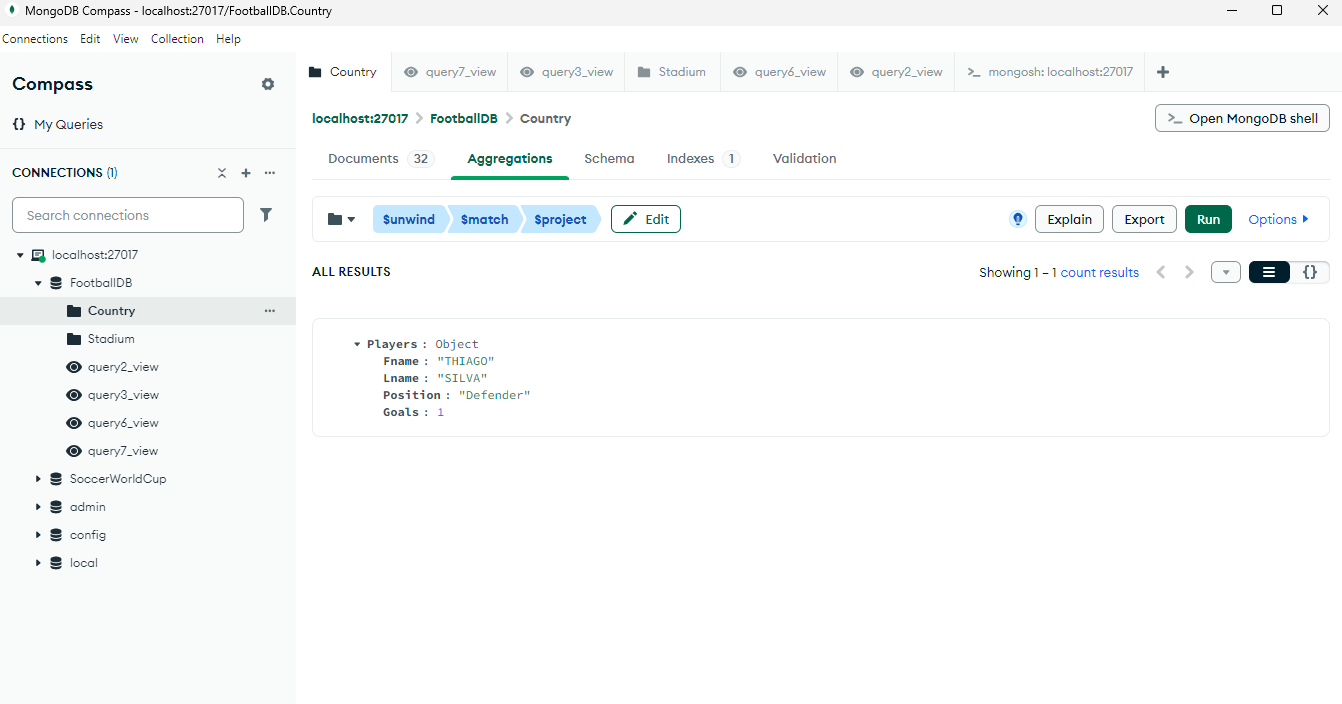 MongoDB Compass - localhost:27017/FootballDB.Country
Connections Edit View Collection Help
Compass
{} My Queries
CONNECTIONS (1)
Search connections
localhost:27017
FootballDB
Country
Stadium
query2_view
query3_view
query6_view
query7_view
SoccerWorldCup
admin
config
local
Country query7_view query3_view Stadium query6_view query2_view >_ mongosh: localhost:27017 +
localhost:27017 > FootballDB > Country
>_ Open MongoDB shell
Documents 32 Aggregations Schema Indexes 1 Validation
$unwind $match $project Edit
Explain Export Run Options
ALL RESULTS
Showing 1 – 1 count results
{}
Players : Object
Fname : "THIAGO"
Lname : "SILVA"
Position : "Defender"
Goals : 1